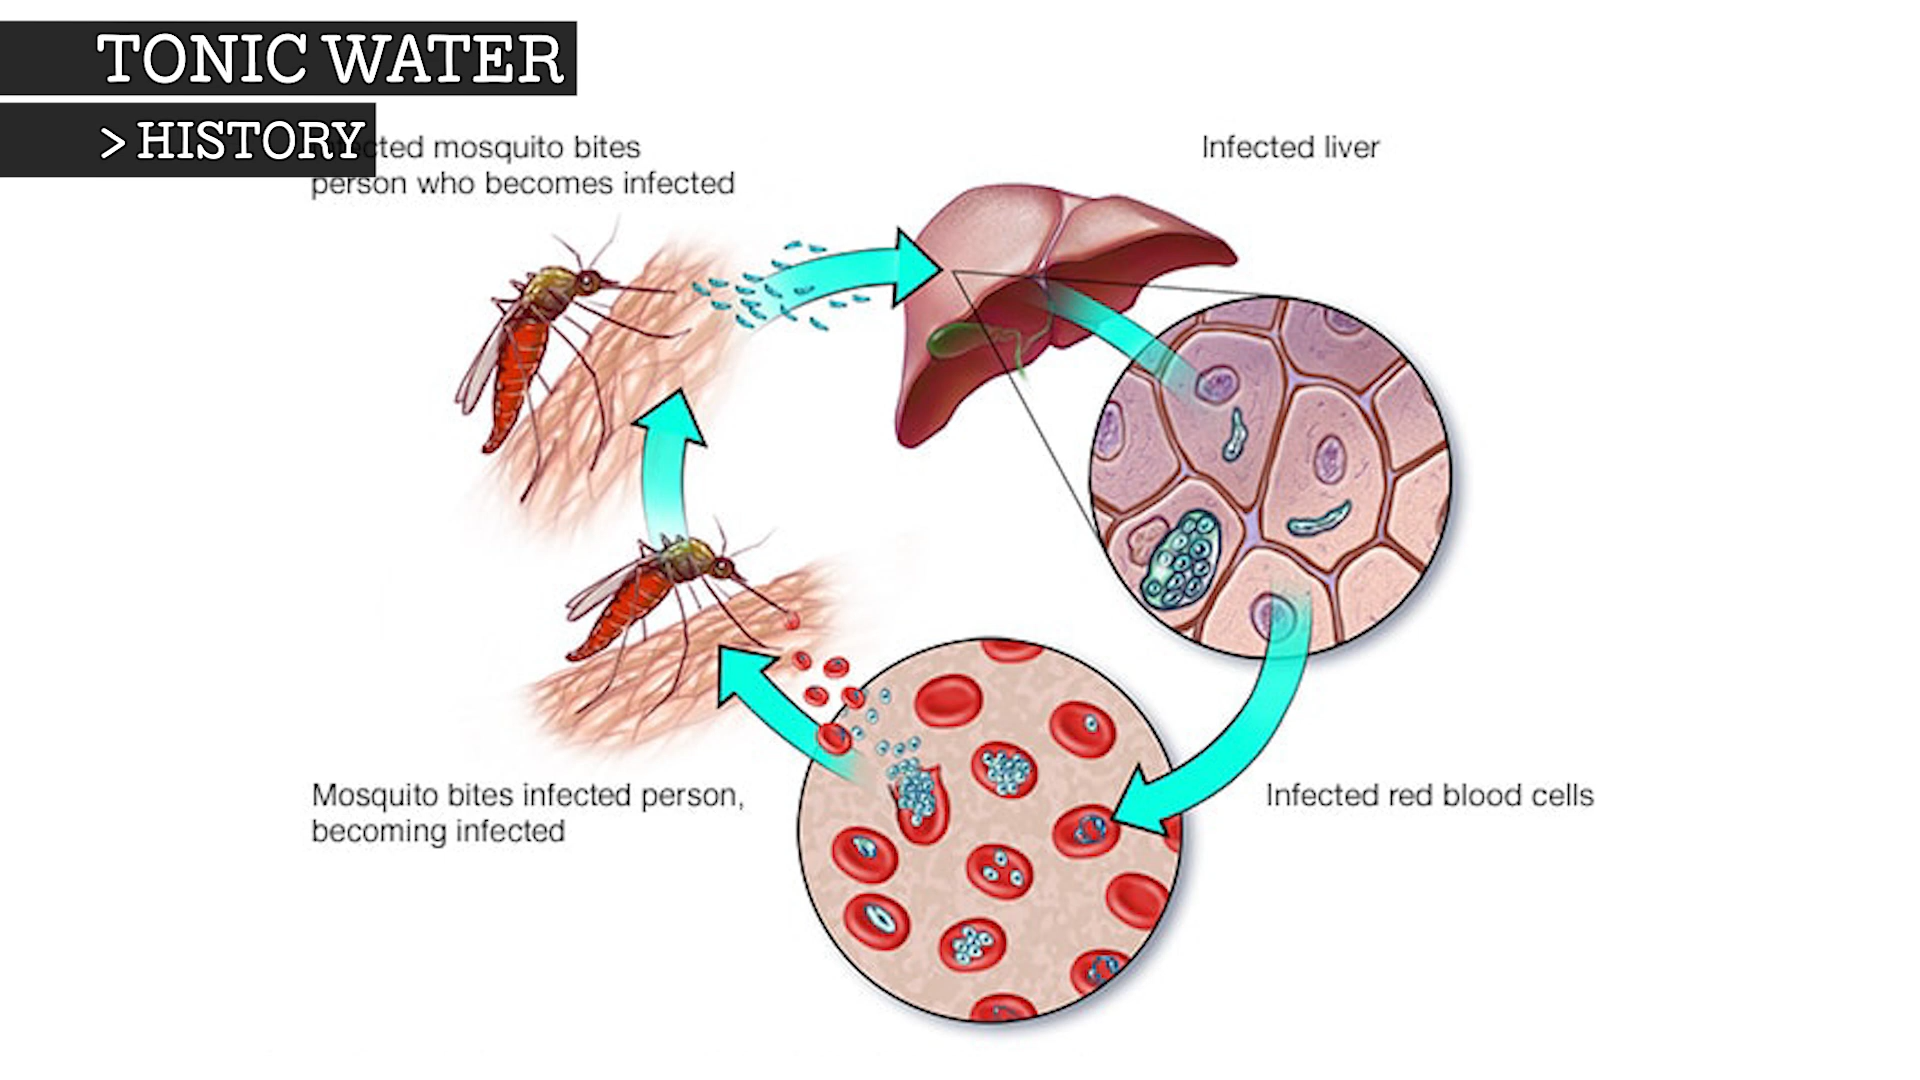 TONIC WATER
> HISTORY
cted mosquito bites
person who becomes infected
Infected liver
Mosquito bites infected person,
becoming infected
Infected red blood cells